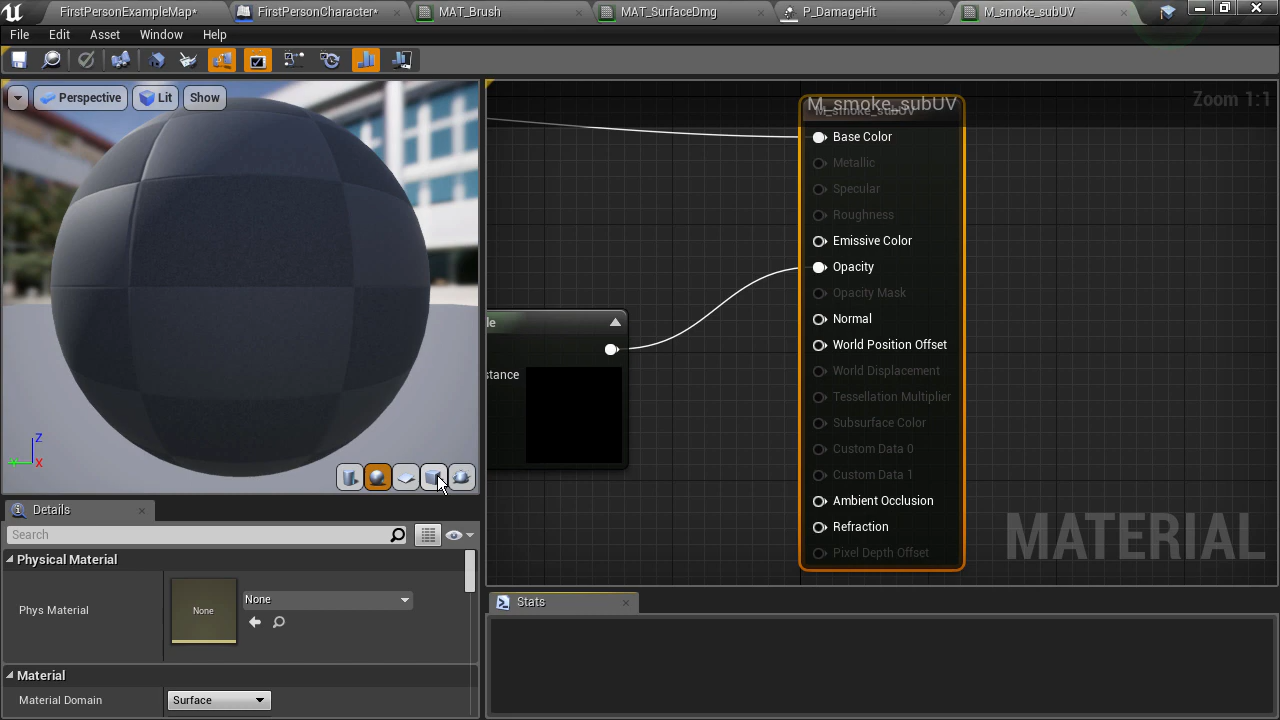 FirstPersonExampleMap*
FirstPersonCharacter*
MAT_Brush
MAT_SurfaceDmg
P_DamageHit
M_smoke_subUV
File Edit Asset Window Help
Perspective
Lit
Show
Zoom 1:1
M_smoke_subUV
M_smoke_subUV
Base Color
Metallic
Specular
Roughness
Emissive Color
Opacity
Opacity Mask
Normal
World Position Offset
World Displacement
Tessellation Multiplier
Subsurface Color
Custom Data 0
Custom Data 1
Ambient Occlusion
Refraction
Pixel Depth Offset
le
stance
MATERIAL
Z
Y
X
Details
Search
Physical Material
Phys Material
None
None
Material
Material Domain
Surface
Stats